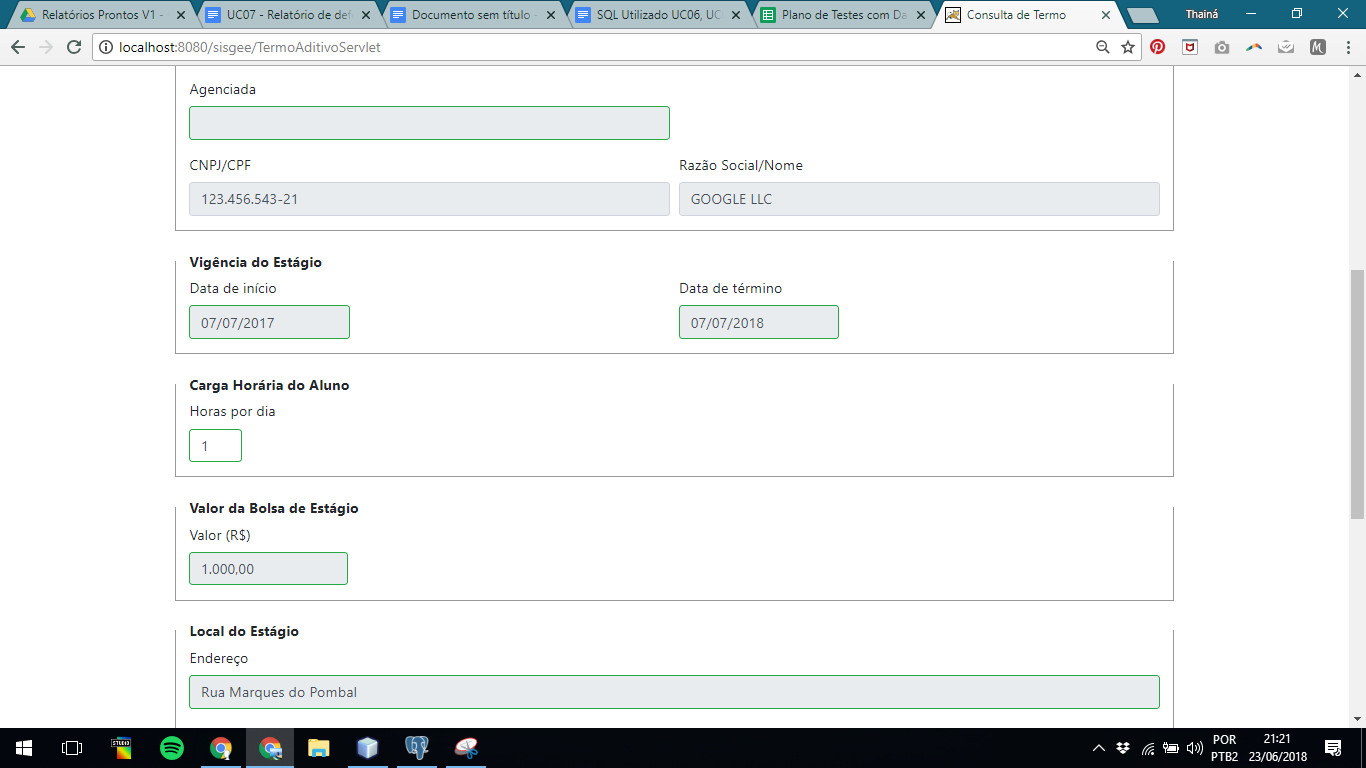 Relatórios Prontos V1 -
UC07 - Relatório de def
Documento sem título -
SQL Utilizado UC06, UC
Plano de Testes com Da
Consulta de Termo
Thainá
localhost:8080/sisgee/TermoAditivoServlet
Agenciada
CNPJ/CPF
Razão Social/Nome
123.456.543-21
GOOGLE LLC
Vigência do Estágio
Data de início
Data de término
07/07/2017
07/07/2018
Carga Horária do Aluno
Horas por dia
1
Valor da Bolsa de Estágio
Valor (R$)
1.000,00
Local do Estágio
Endereço
Rua Marques do Pombal
STUDIO
POR
PTB2
21:21
23/06/2018